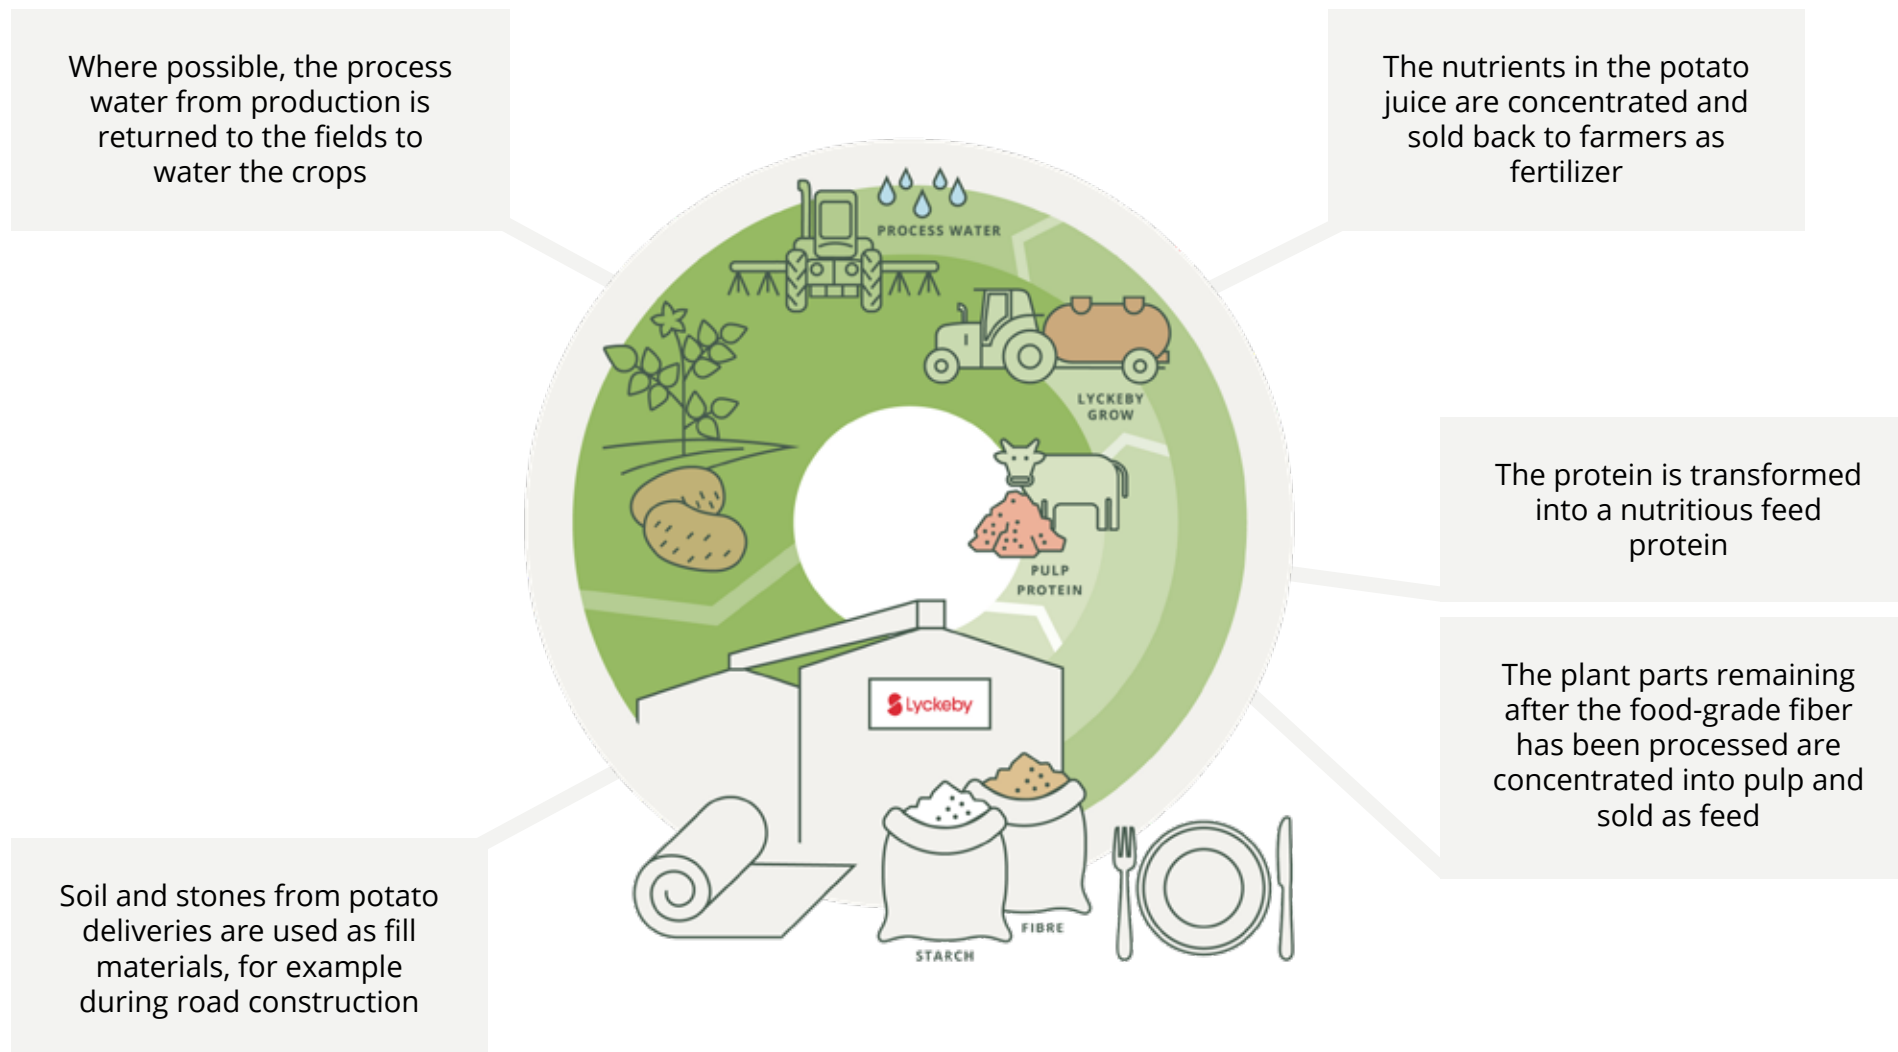 Where possible, the process
water from production is
returned to the fields to
water the crops
The nutrients in the potato
juice are concentrated and
sold back to farmers as
fertilizer
PROCESS WATER
LYCKEBY
GROW
The protein is transformed
into a nutritious feed
protein
PULP
PROTEIN
The plant parts remaining
after the food-grade fiber
has been processed are
concentrated into pulp and
sold as feed
Lyckeby
Soil and stones from potato
deliveries are used as fill
materials, for example
during road construction
FIBRE
STARCH